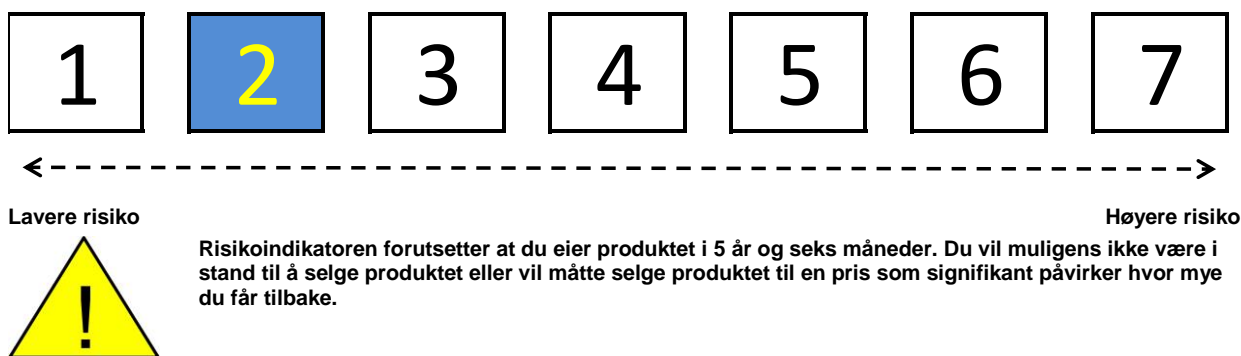 1 2 3 4 5 6 7
Lavere risiko Høyere risiko
Risikoindikatoren forutsetter at du eier produktet i 5 år og seks måneder. Du vil muligens ikke være i
stand til å selge produktet eller vil måtte selge produktet til en pris som signifikant påvirker hvor mye
du får tilbake.
!